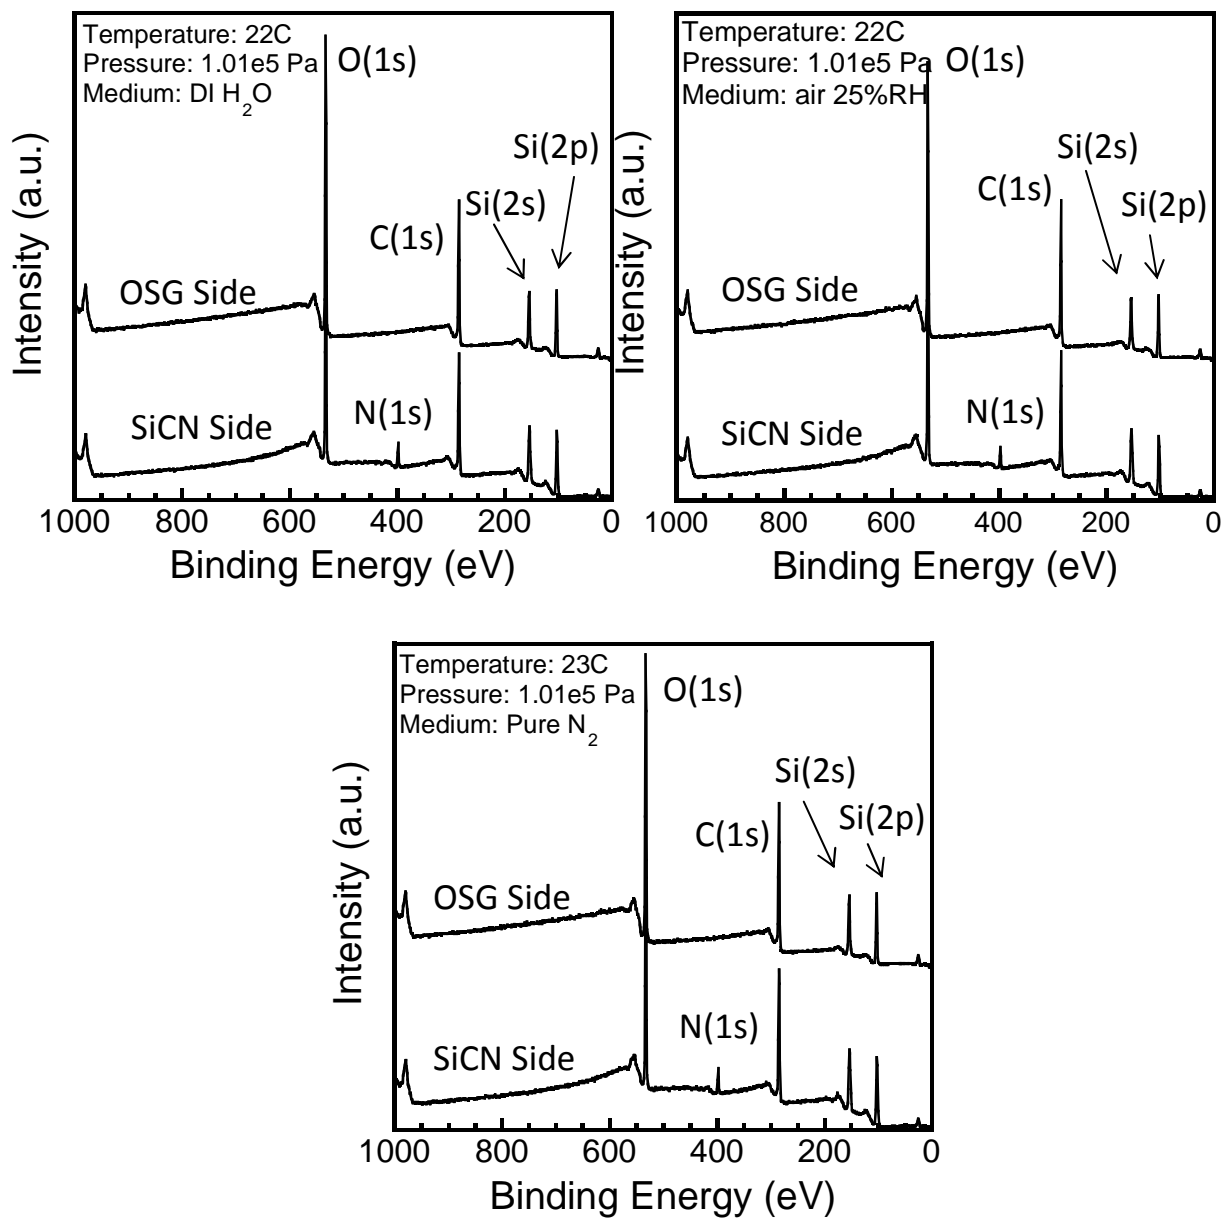 Temperature: 22C
Pressure: 1.01e5 Pa
Medium: DI H2O
O(1s)
Si(2p)
Si(2s)
C(1s)
OSG Side
N(1s)
SiCN Side
Intensity (a.u.)
1000 800 600 400 200 0
Binding Energy (eV)
Temperature: 22C
Pressure: 1.01e5 Pa
Medium: air 25%RH
O(1s)
Si(2s)
C(1s)
Si(2p)
OSG Side
N(1s)
SiCN Side
Intensity (a.u.)
1000 800 600 400 200 0
Binding Energy (eV)
Temperature: 23C
Pressure: 1.01e5 Pa
Medium: Pure N2
O(1s)
Si(2s)
Si(2p)
C(1s)
OSG Side
N(1s)
SiCN Side
Intensity (a.u.)
1000 800 600 400 200 0
Binding Energy (eV)